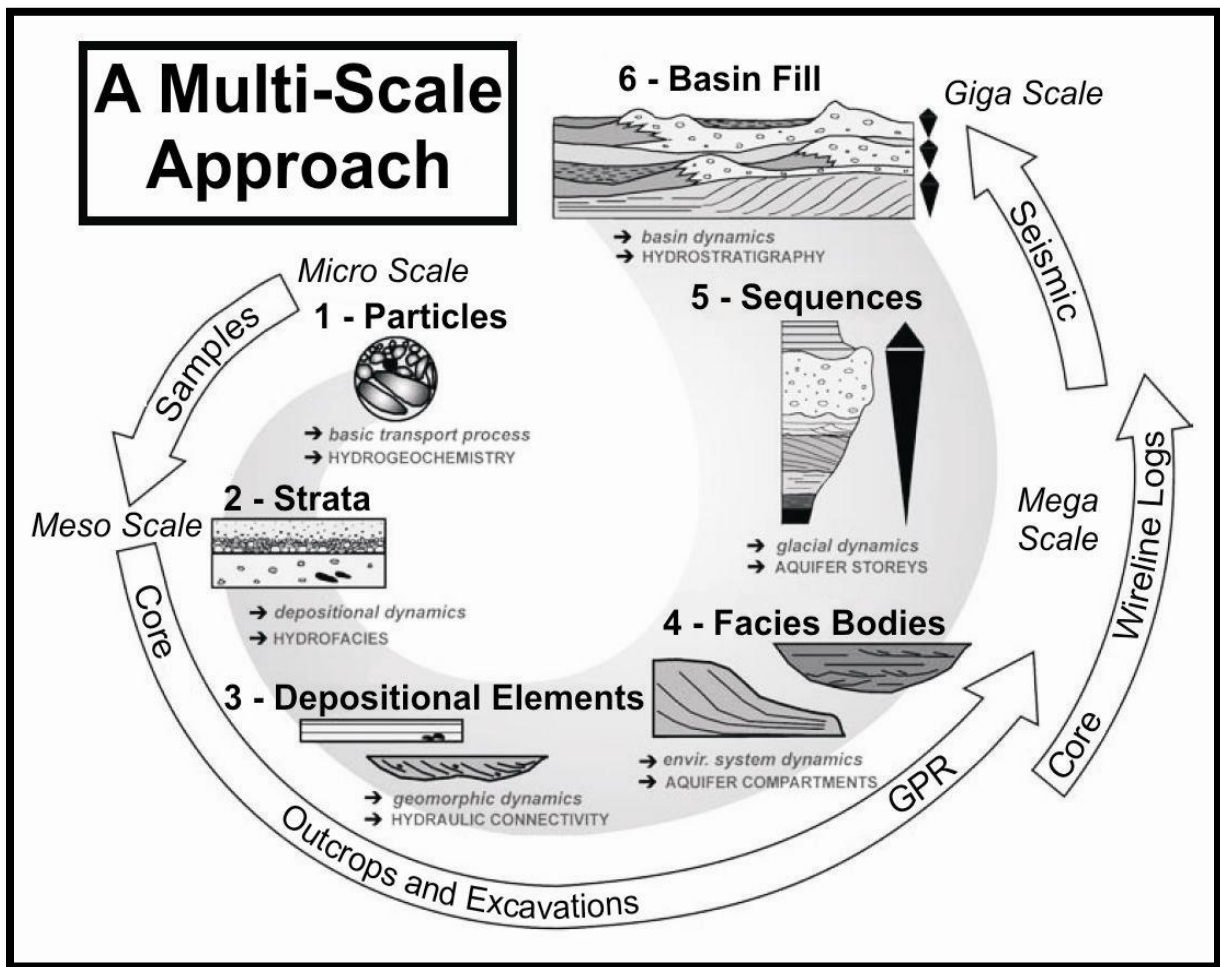 A Multi-Scale
Approach
6 - Basin Fill
Giga Scale
→ basin dynamics
→ HYDROSTRATIGRAPHY
Seismic
Micro Scale
1 - Particles
Samples
→ basic transport process
→ HYDROGEOCHEMISTRY
5 - Sequences
→ glacial dynamics
→ AQUIFER STOREYS
Mega
Scale
Wireline Logs
Core
2 - Strata
Meso Scale
→ depositional dynamics
→ HYDROFACIES
Core
4 - Facies Bodies
→ envir. system dynamics
→ AQUIFER COMPARTMENTS
3 - Depositional Elements
→ geomorphic dynamics
→ HYDRAULIC CONNECTIVITY
GPR
Outcrops and Excavations